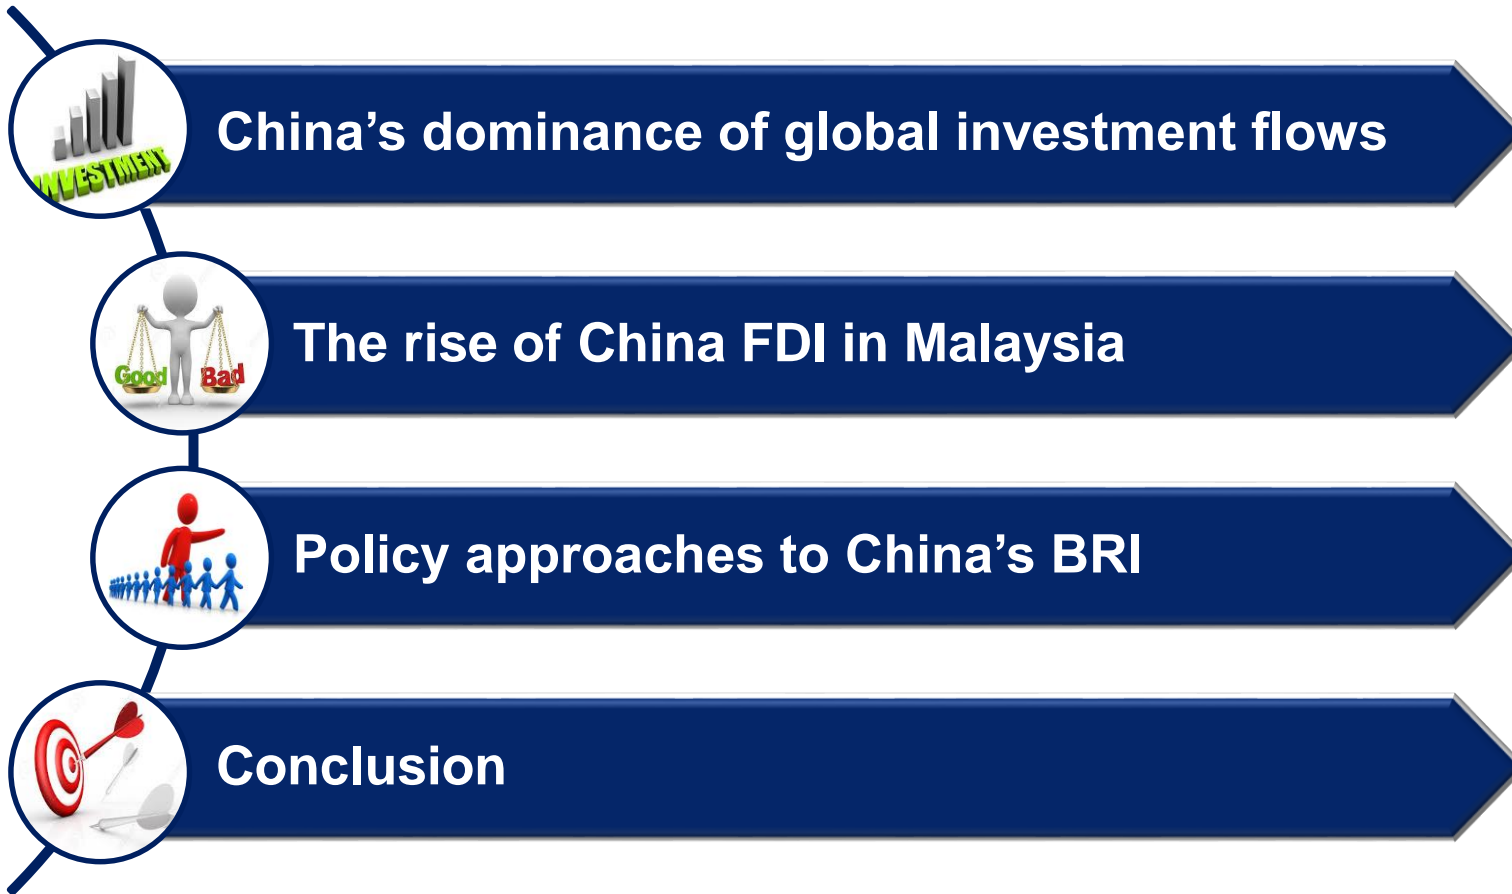 INVESTMENT
China’s dominance of global investment flows
Good Bad
The rise of China FDI in Malaysia
Policy approaches to China’s BRI
Conclusion